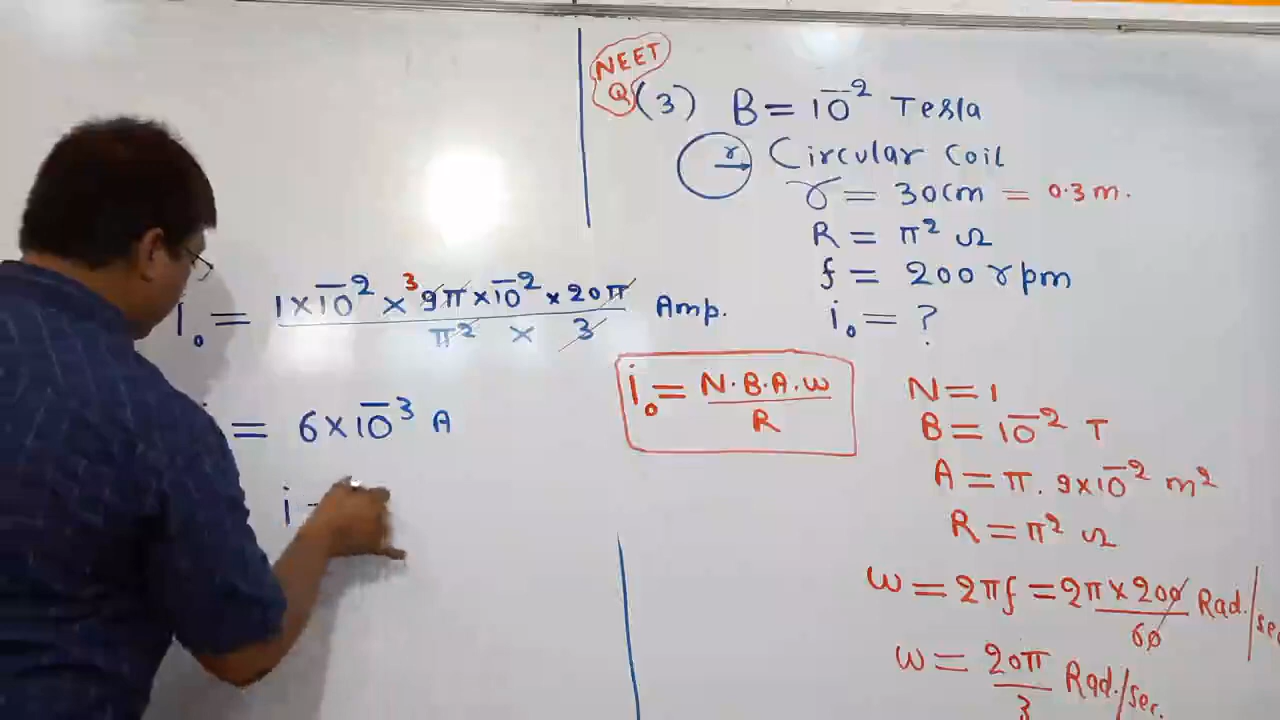 NEET
Q (3) B = 10⁻² Tesla
r Circular Coil
r = 30cm = 0.3 m.
R = π² Ω
f = 200 rpm
i₀ = ?
i₀ = 1 × 10⁻² × 3 9π × 10⁻² × 20π / π² × 3 Amp.
= 6 × 10⁻³ A
i
i₀ = N.B.A.w / R
N = 1
B = 10⁻² T
A = π. 9×10⁻² m²
R = π² Ω
w = 2πf = 2π × 200 / 60 Rad./sec
w = 20π / 3 Rad./sec.